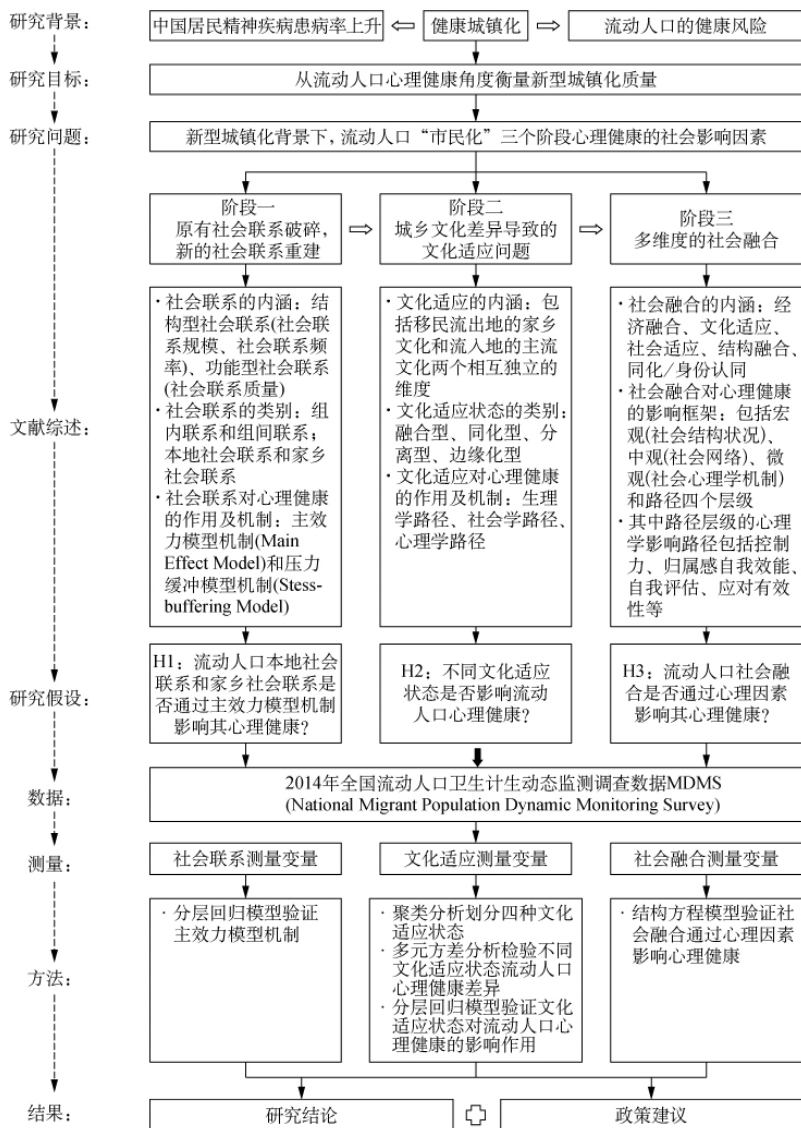 研究背景：
中国居民精神疾病患病率上升
健康城镇化
流动人口的健康风险
研究目标：
从流动人口心理健康角度衡量新型城镇化质量
研究问题：
新型城镇化背景下，流动人口“市民化”三个阶段心理健康的社会影响因素
阶段一
原有社会联系破碎，
新的社会联系重建
阶段二
城乡文化差异导致的
文化适应问题
阶段三
多维度的社会融合
文献综述：
·社会联系的内涵：结
构型社会联系(社会联
系规模、社会联系频
率)、功能型社会联系
(社会联系质量)
·社会联系的类别：组
内联系和组间联系；
本地社会联系和家乡
社会联系
·社会联系对心理健康
的作用及机制：主效
力模型机制(Main
Effect Model)和压力
缓冲模型机制(Stess-
buffering Model)
·文化适应的内涵：包
括移民流出地的家乡
文化和流入地的主流
文化两个相互独立的
维度
·文化适应状态的类别：
融合型、同化型、分
离型、边缘化型
·文化适应对心理健康
的作用及机制：生理
学路径、社会学路径、
心理学路径
·社会融合的内涵：经
济融合、文化适应、
社会适应、结构融合、
同化/身份认同
·社会融合对心理健康
的影响框架：包括宏
观(社会结构状况)、
中观(社会网络)、微
观(社会心理学机制)
和路径四个层级
·其中路径层级的心理
学影响路径包括控制
力、归属感自我效能、
自我评估、应对有效
性等
研究假设：
H1：流动人口本地社会
联系和家乡社会联系是
否通过主效力模型机制
影响其心理健康？
H2：不同文化适应
状态是否影响流动
人口心理健康？
H3：流动人口社会融
合是否通过心理因素
影响其心理健康？
数据：
2014年全国流动人口卫生计生动态监测调查数据MDMS
(National Migrant Population Dynamic Monitoring Survey)
测量：
社会联系测量变量
文化适应测量变量
社会融合测量变量
方法：
·分层回归模型验证
主效力模型机制
·聚类分析划分四种文化
适应状态
·多元方差分析检验不同
文化适应状态流动人口
心理健康差异
·分层回归模型验证文化
适应状态对流动人口心
理健康的影响作用
·结构方程模型验证社
会融合通过心理因素
影响心理健康
结果：
研究结论
政策建议